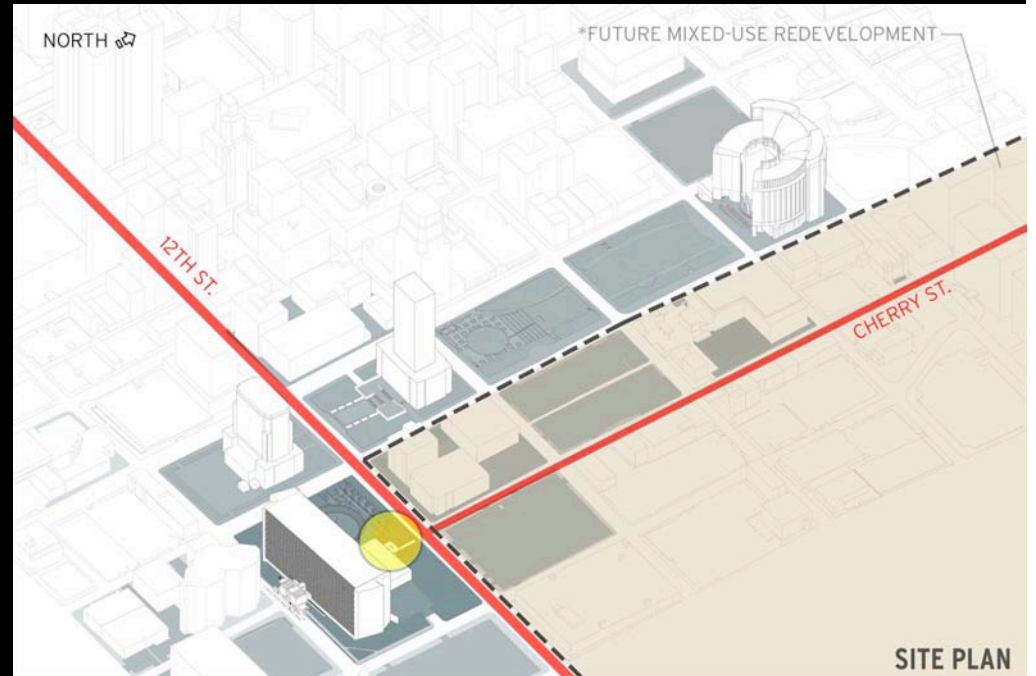 NORTH
*FUTURE MIXED-USE REDEVELOPMENT
12TH ST.
CHERRY ST.
SITE PLAN